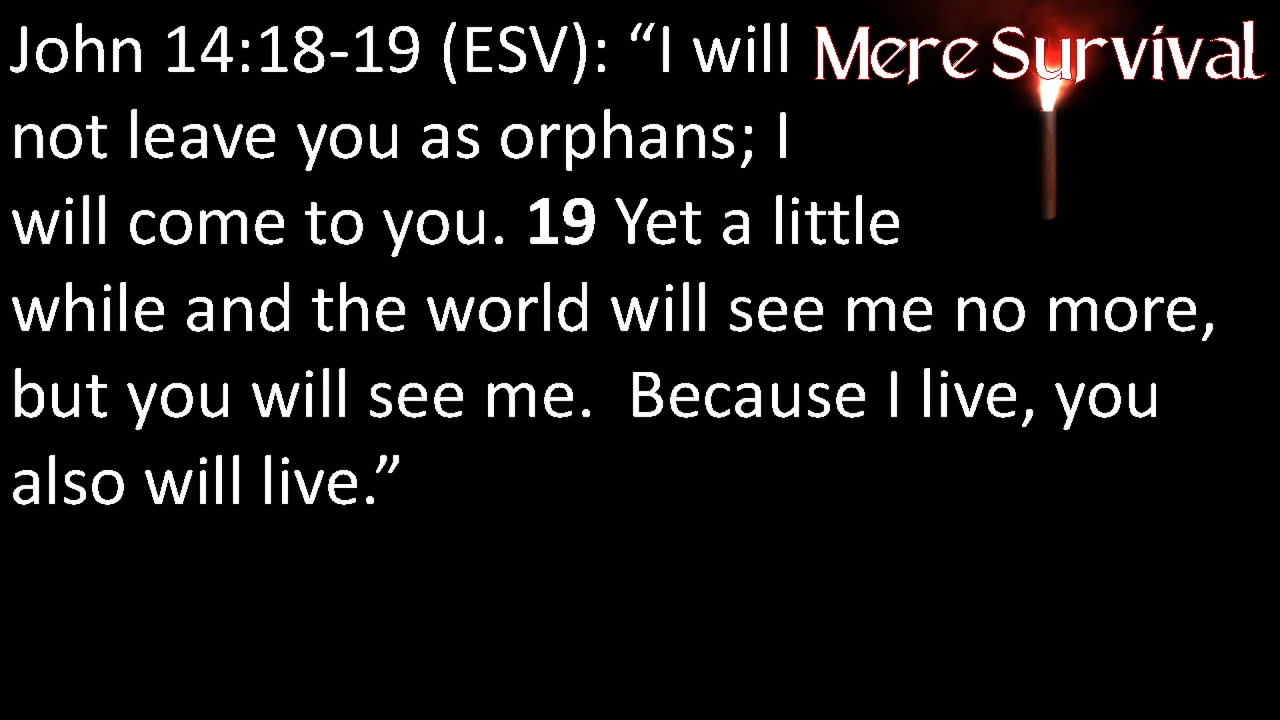 John 14:18-19 (ESV): “I will
Mere Survival
not leave you as orphans; I
will come to you. 19 Yet a little
while and the world will see me no more,
but you will see me.  Because I live, you
also will live.”